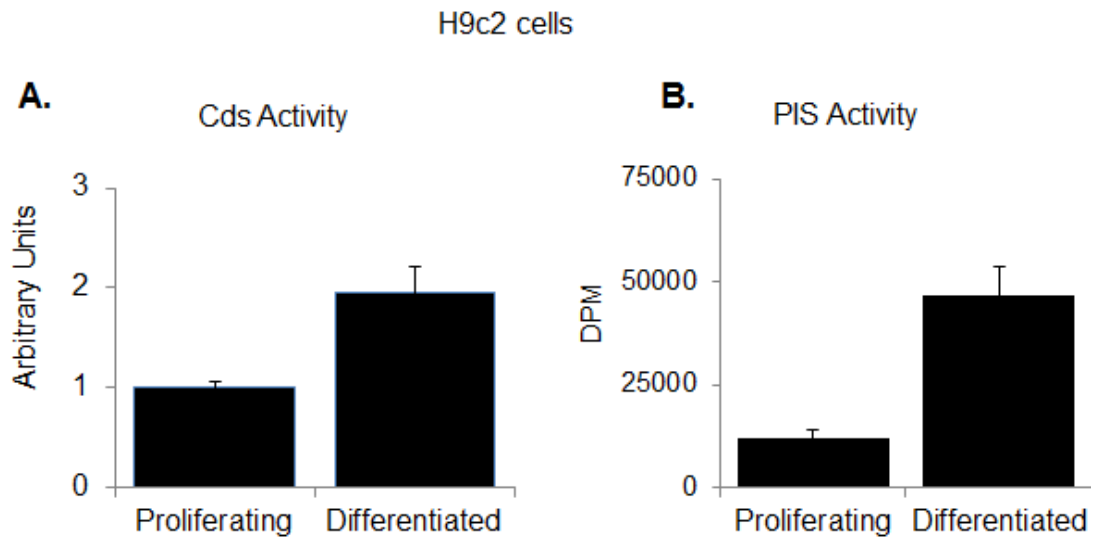 H9c2 cells
A.
Cds Activity
Arbitrary Units
3
2
1
0
Proliferating
Differentiated
B.
PIS Activity
DPM
75000
50000
25000
0
Proliferating
Differentiated